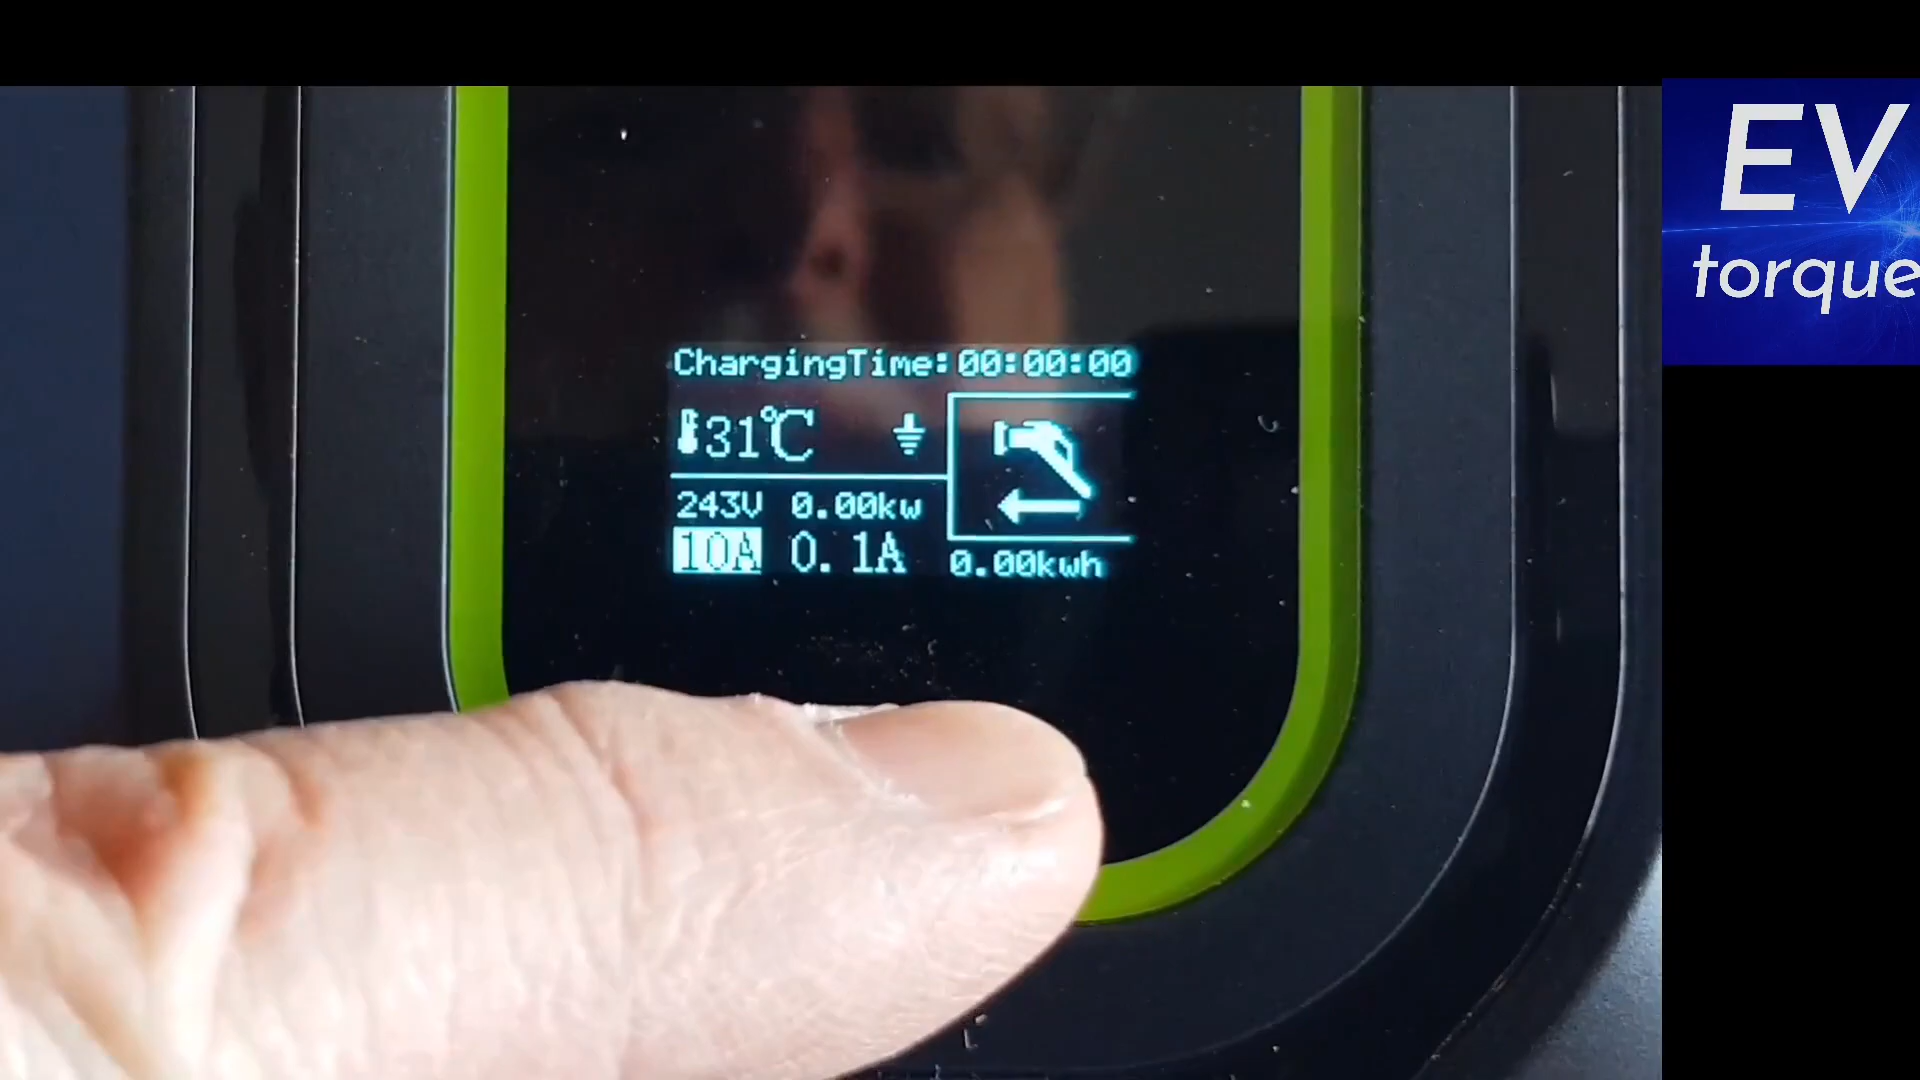 EV
torque
ChargingTime:00:00:00
31℃
243V 0.00kw
10A 0.1A
0.00kwh